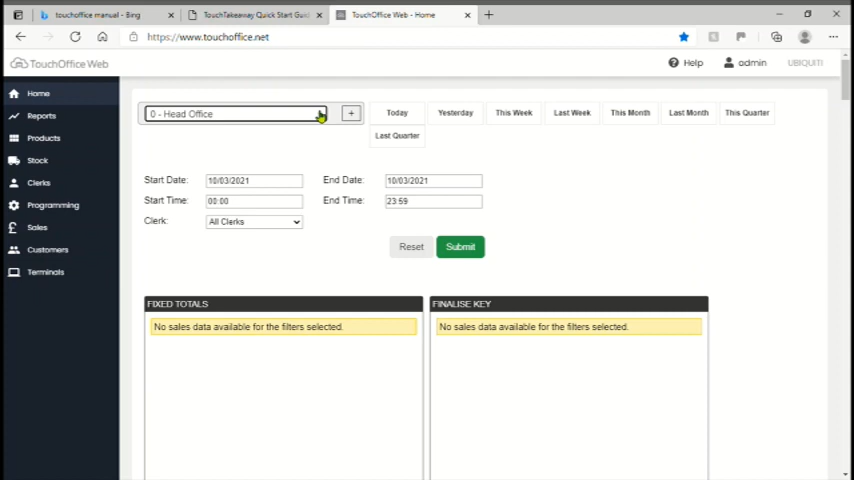 touchoffice manual - Bing
TouchTakeaway Quick Start Guid
TouchOffice Web - Home
https://www.touchoffice.net
TouchOffice Web
Help
admin
UBIQUITI
Home
Reports
Products
Stock
Clerks
Programming
Sales
Customers
Terminals
0 - Head Office
+
Today
Yesterday
This Week
Last Week
This Month
Last Month
This Quarter
Last Quarter
Start Date: 10/03/2021 End Date: 10/03/2021
Start Time: 00:00 End Time: 23:59
Clerk: All Clerks
Reset Submit
FIXED TOTALS
No sales data available for the filters selected.
FINALISE KEY
No sales data available for the filters selected.